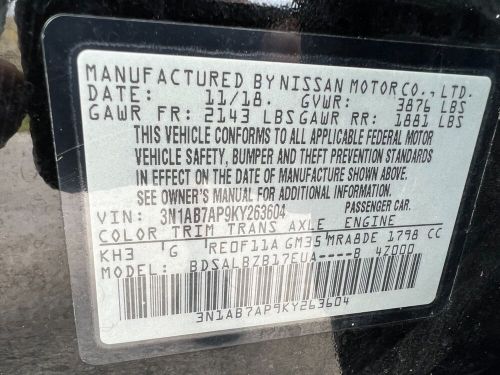 MANUFACTURED BY NISSAN MOTOR CO., LTD.
DATE: 11/18. GVWR: 3876 LBS
GAWR FR: 2143 LBS GAWR RR: 1881 LBS
THIS VEHICLE CONFORMS TO ALL APPLICABLE FEDERAL MOTOR
VEHICLE SAFETY, BUMPER AND THEFT PREVENTION STANDARDS
IN EFFECT ON THE DATE OF MANUFACTURE SHOWN ABOVE.
SEE OWNER'S MANUAL FOR ADDITIONAL INFORMATION.
VIN: 3N1AB7AP9KY263604 PASSENGER CAR.
COLOR TRIM TRANS AXLE ENGINE
KH3 G RE0F11A GM35 MRA8DE 1798 CC
MODEL: BDSALBZB17EUA----B 4Z000
3N1AB7AP9KY263604